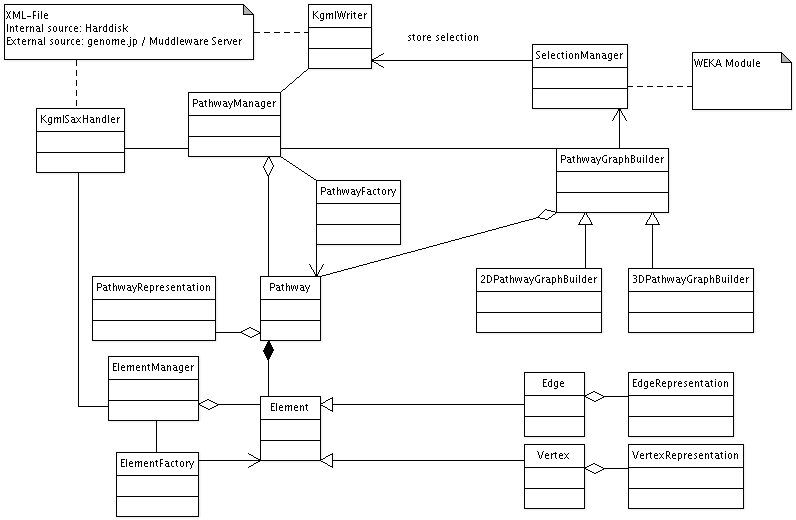 XML-File
Internal source: Harddisk
External source: genome.jp / Muddleware Server
KgmlWriter
store selection
SelectionManager
WEKA Module
PathwayManager
KgmlSaxHandler
PathwayGraphBuilder
PathwayFactory
PathwayRepresentation
Pathway
2DPathwayGraphBuilder
3DPathwayGraphBuilder
ElementManager
Element
Edge
EdgeRepresentation
ElementFactory
Vertex
VertexRepresentation